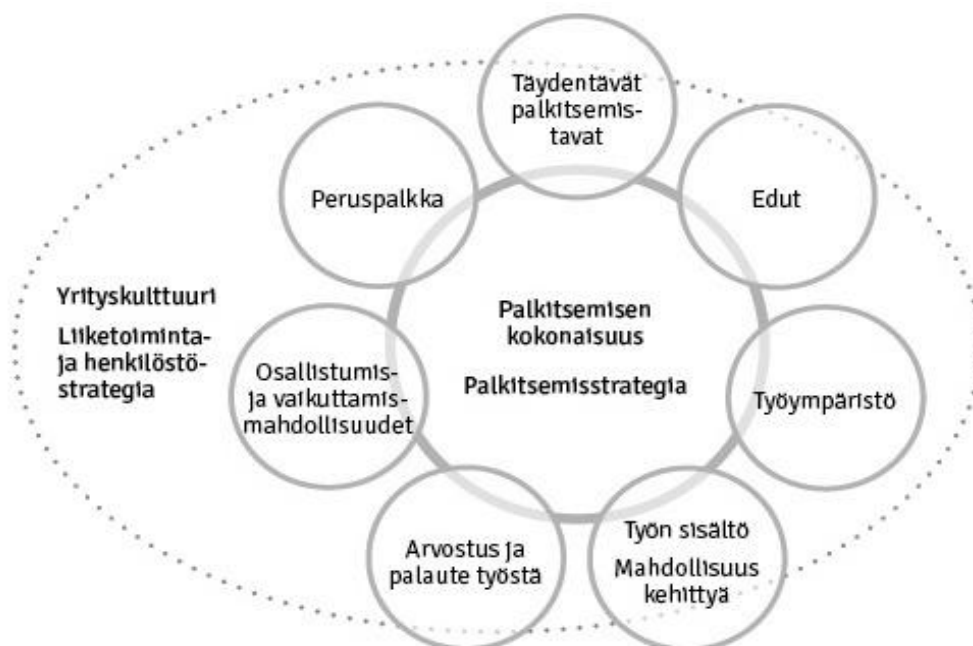 Täydentävät
palkitsemis-
tavat
Peruspalkka
Edut
Yrityskulttuuri
Liiketoiminta-
ja henkilöstö-
strategia
Palkitsemisen
kokonaisuus
Palkitsemisstrategia
Osallistumis-
ja vaikuttamis-
mahdollisuudet
Työympäristö
Arvostus ja
palaute työstä
Työn sisältö
Mahdollisuus
kehittyä